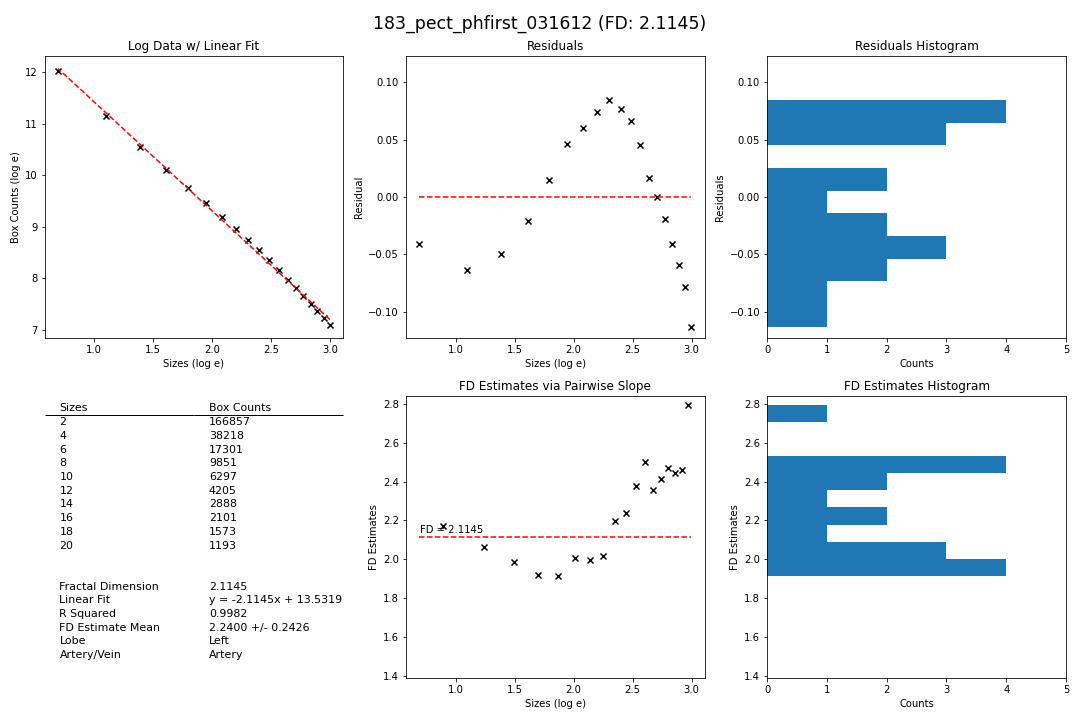 183_pect_phfirst_031612 (FD: 2.1145)
Log Data w/ Linear Fit
Box Counts (log e)
12
11
10
9
8
7
1.0 1.5 2.0 2.5 3.0
Sizes (log e)
Residuals
Residual
0.10
0.05
0.00
−0.05
−0.10
1.0 1.5 2.0 2.5 3.0
Sizes (log e)
Residuals Histogram
Residuals
0.10
0.05
0.00
−0.05
−0.10
0 1 2 3 4 5
Counts
Sizes Box Counts
2 166857
4 38218
6 17301
8 9851
10 6297
12 4205
14 2888
16 2101
18 1573
20 1193
Fractal Dimension 2.1145
Linear Fit y = -2.1145x + 13.5319
R Squared 0.9982
FD Estimate Mean 2.2400 +/- 0.2426
Lobe Left
Artery/Vein Artery
FD Estimates via Pairwise Slope
FD Estimates
2.8
2.6
2.4
2.2
2.0
1.8
1.6
1.4
FD = 2.1145
1.0 1.5 2.0 2.5 3.0
Sizes (log e)
FD Estimates Histogram
FD Estimates
2.8
2.6
2.4
2.2
2.0
1.8
1.6
1.4
0 1 2 3 4 5
Counts